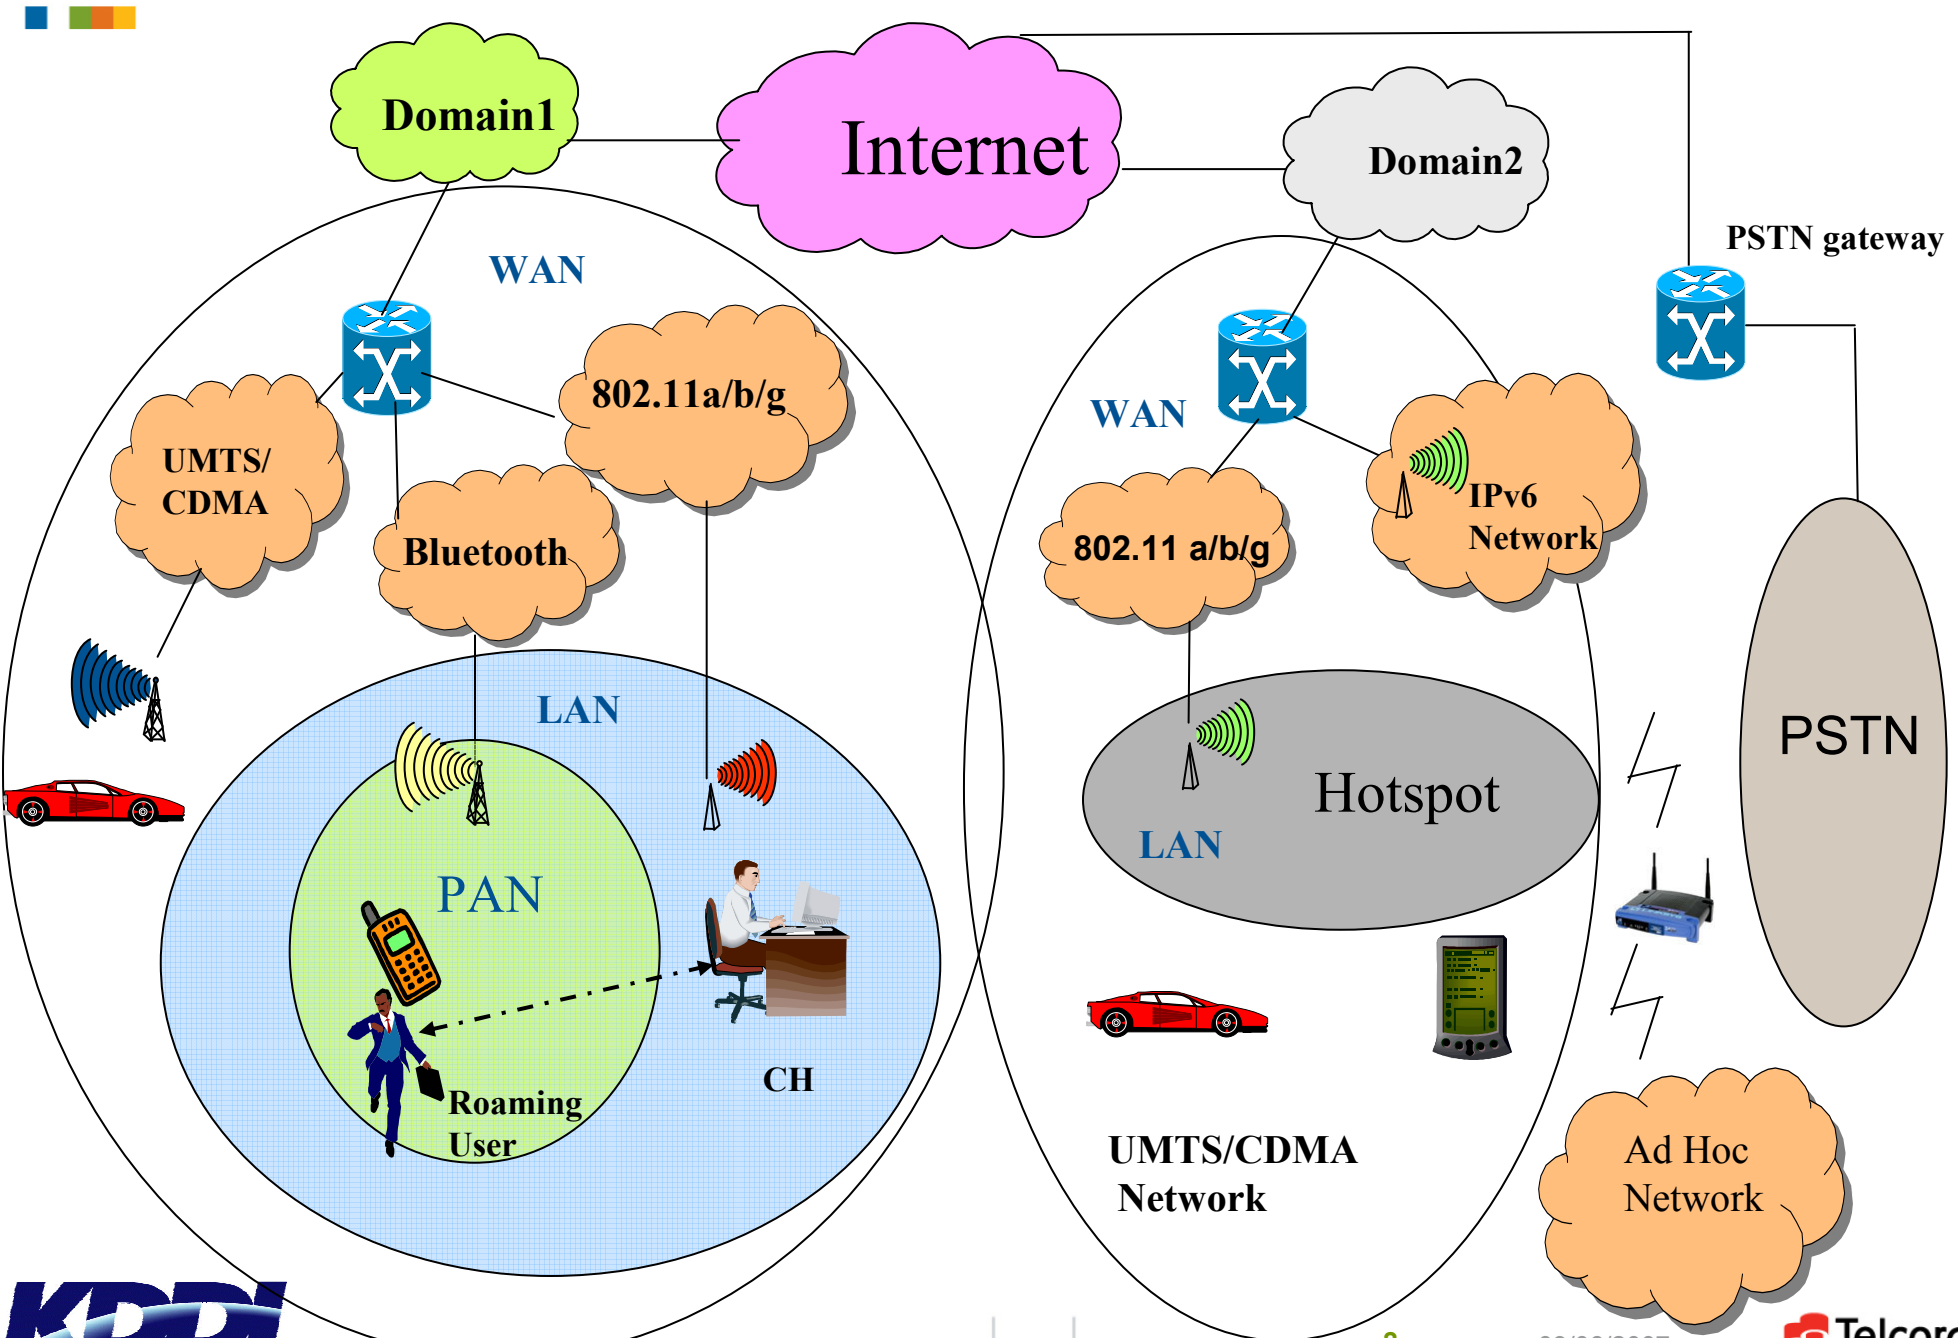 Domain1
Internet
Domain2
PSTN gateway
WAN
802.11a/b/g
UMTS/
CDMA
Bluetooth
WAN
802.11 a/b/g
IPv6
Network
LAN
PAN
Roaming
User
CH
Hotspot
LAN
PSTN
UMTS/CDMA
Network
Ad Hoc
Network
KDDI